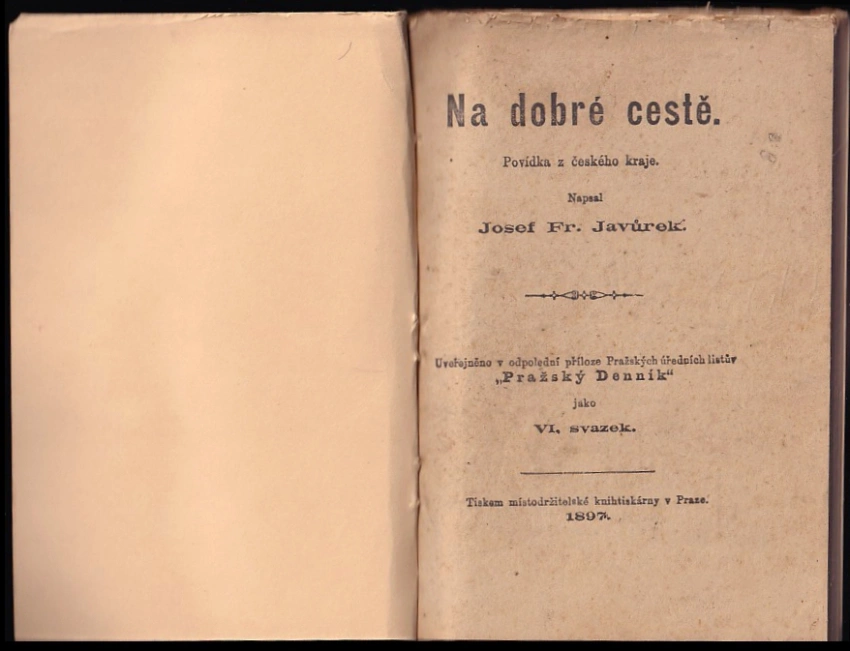 Na dobré cestě.
Povídka z českého kraje.
Napsal
Josef Fr. Javůrek.
Uveřejněno v odpolední příloze Pražských úředních listův
„Pražský Denník“
jako
VI. svazek.
Tiskem místodržitelské knihtiskárny v Praze.
1897.